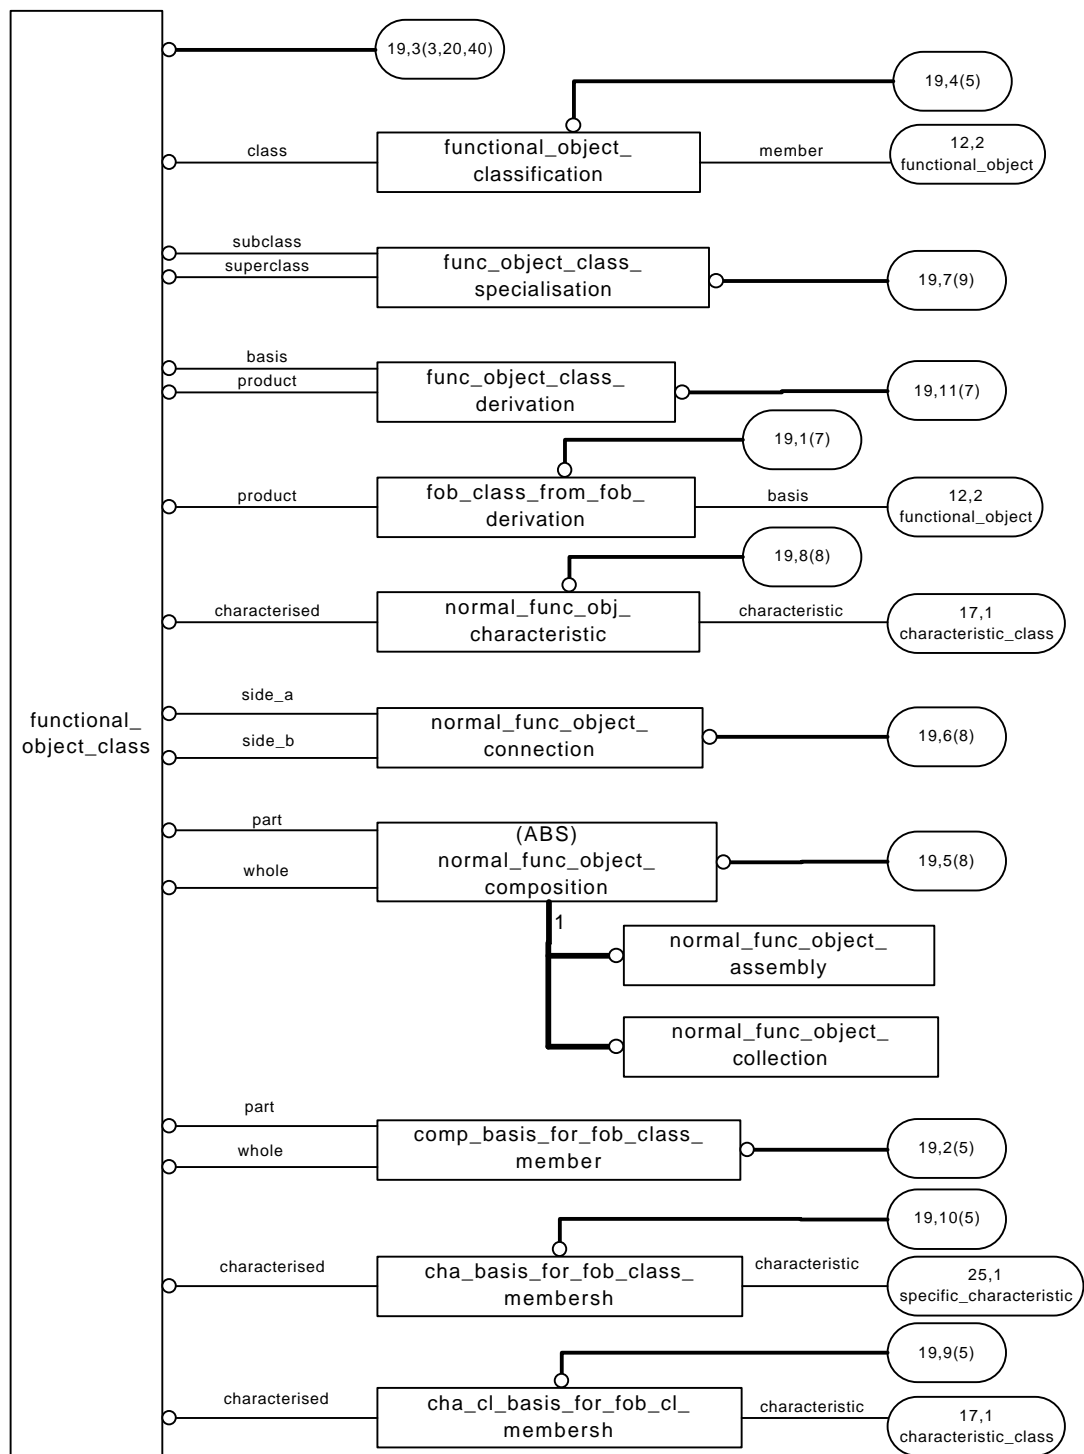 19,3(3,20,40)
19,4(5)
class
functional_object_
classification
member
12,2
functional_object
subclass
superclass
func_object_class_
specialisation
19,7(9)
basis
product
func_object_class_
derivation
19,11(7)
19,1(7)
product
fob_class_from_fob_
derivation
basis
12,2
functional_object
19,8(8)
characterised
normal_func_obj_
characteristic
characteristic
17,1
characteristic_class
functional_
object_class
side_a
side_b
normal_func_object_
connection
19,6(8)
part
whole
(ABS)
normal_func_object_
composition
19,5(8)
1
normal_func_object_
assembly
normal_func_object_
collection
part
whole
comp_basis_for_fob_class_
member
19,2(5)
19,10(5)
characterised
cha_basis_for_fob_class_
membersh
characteristic
25,1
specific_characteristic
19,9(5)
characterised
cha_cl_basis_for_fob_cl_
membersh
characteristic
17,1
characteristic_class